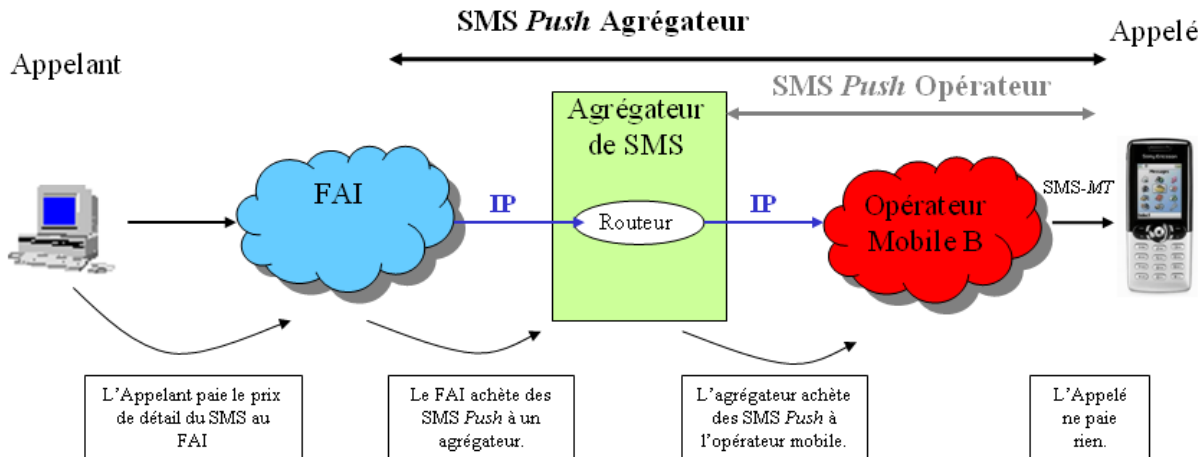 SMS Push Agrégateur
Appelant
Appelé
SMS Push Opérateur
Agrégateur
de SMS
FAI
IP
Routeur
IP
Opérateur
Mobile B
SMS-MT
L'Appelant paie le prix
de détail du SMS au
FAI
Le FAI achète des
SMS Push à un
agrégateur.
L'agrégateur achète
des SMS Push à
l'opérateur mobile.
L'Appelé
ne paie
rien.